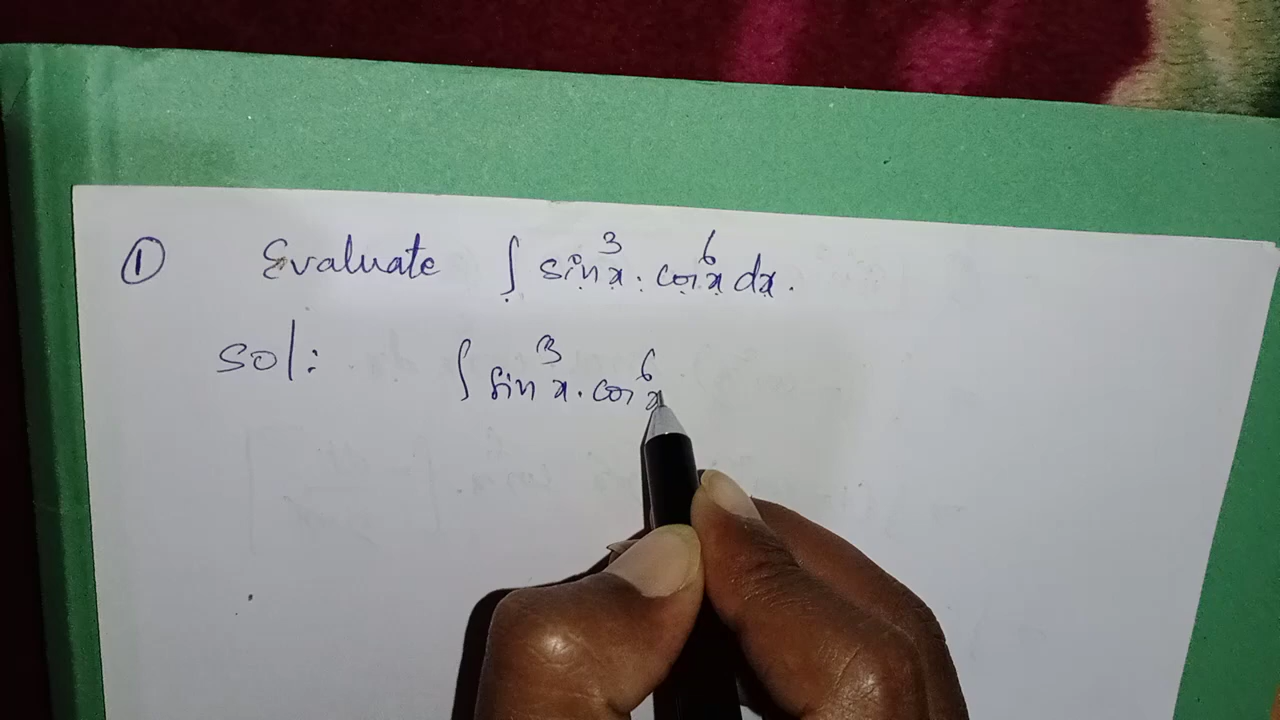 ① Evaluate ∫ sin³x . cos⁶x dx.
Sol: ∫ sin³x . cos⁶x